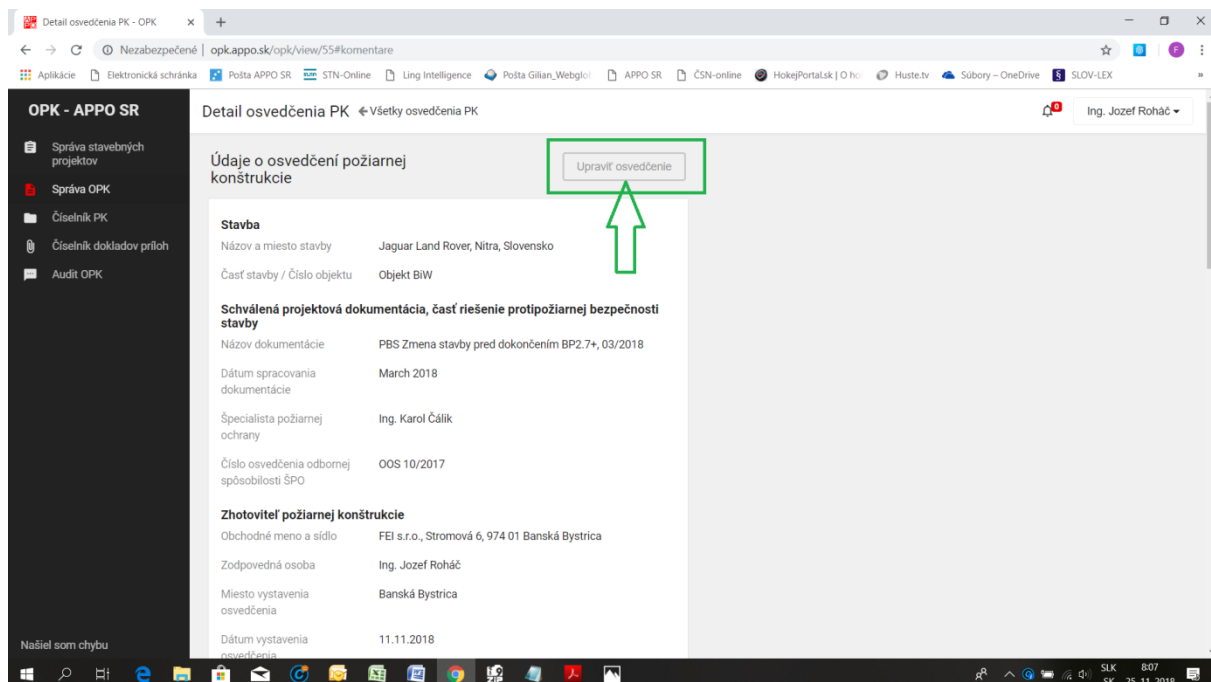 Detail osvedčenia PK - OPK
Nezabezpečené | opk.appo.sk/opk/view/55#komentare
Aplikácie Elektronická schránka Pošta APPO SR STN-Online Ling Intelligence Pošta Gilian_Webglob APPO SR ČSN-online HokejPortal.sk | O ho Huste.tv Súbory – OneDrive SLOV-LEX »
OPK - APPO SR
Detail osvedčenia PK Všetky osvedčenia PK
0
Ing. Jozef Roháč
Správa stavebných
projektov
Správa OPK
Číselník PK
Číselník dokladov príloh
Audit OPK
Našiel som chybu
Údaje o osvedčení požiarnej
konštrukcie
Upraviť osvedčenie
Stavba
Názov a miesto stavby Jaguar Land Rover, Nitra, Slovensko
Časť stavby / Číslo objektu Objekt BiW
Schválená projektová dokumentácia, časť riešenie protipožiarnej bezpečnosti
stavby
Názov dokumentácie PBS Zmena stavby pred dokončením BP2.7+, 03/2018
Dátum spracovania March 2018
dokumentácie
Špecialista požiarnej Ing. Karol Čálik
ochrany
Číslo osvedčenia odbornej OOS 10/2017
spôsobilosti ŠPO
Zhotoviteľ požiarnej konštrukcie
Obchodné meno a sídlo FEI s.r.o., Stromová 6, 974 01 Banská Bystrica
Zodpovedná osoba Ing. Jozef Roháč
Miesto vystavenia Banská Bystrica
osvedčenia
Dátum vystavenia 11.11.2018
osvedčenia
SLK 8:07
SK 25.11.2018